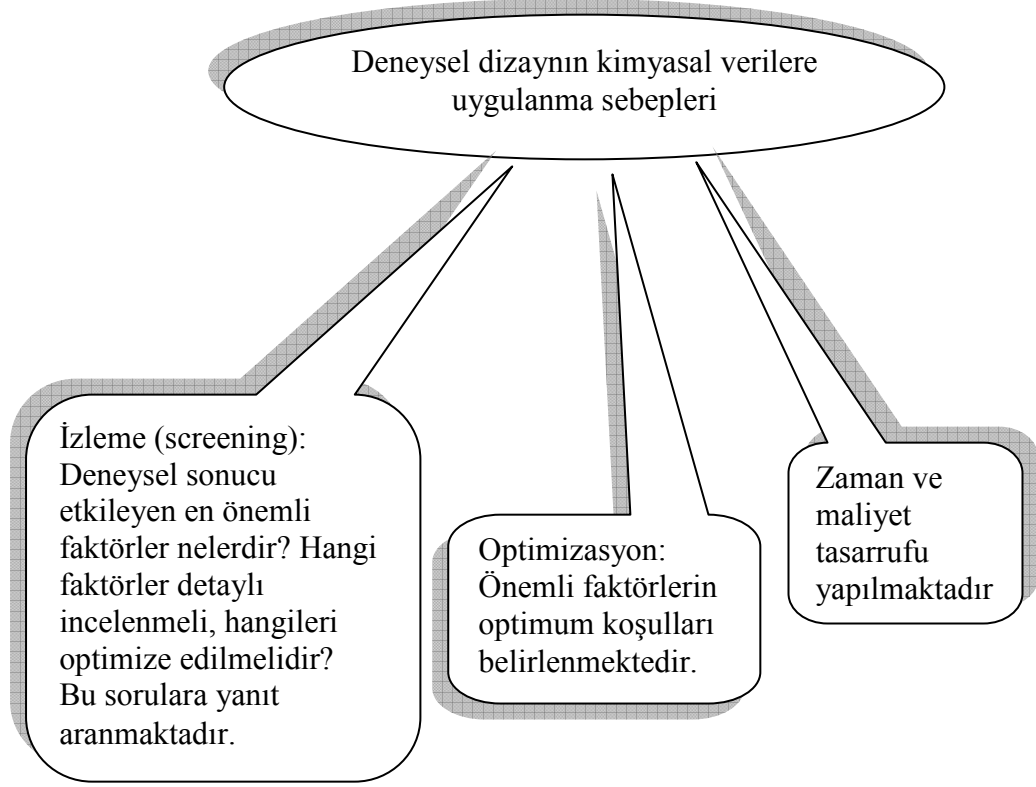 Deneysel dizaynın kimyasal verilere
uygulanma sebepleri
İzleme (screening):
Deneysel sonucu
etkileyen en önemli
faktörler nelerdir? Hangi
faktörler detaylı
incelenmeli, hangileri
optimize edilmelidir?
Bu sorulara yanıt
aranmaktadır.
Optimizasyon:
Önemli faktörlerin
optimum koşulları
belirlenmektedir.
Zaman ve
maliyet
tasarrufu
yapılmaktadır